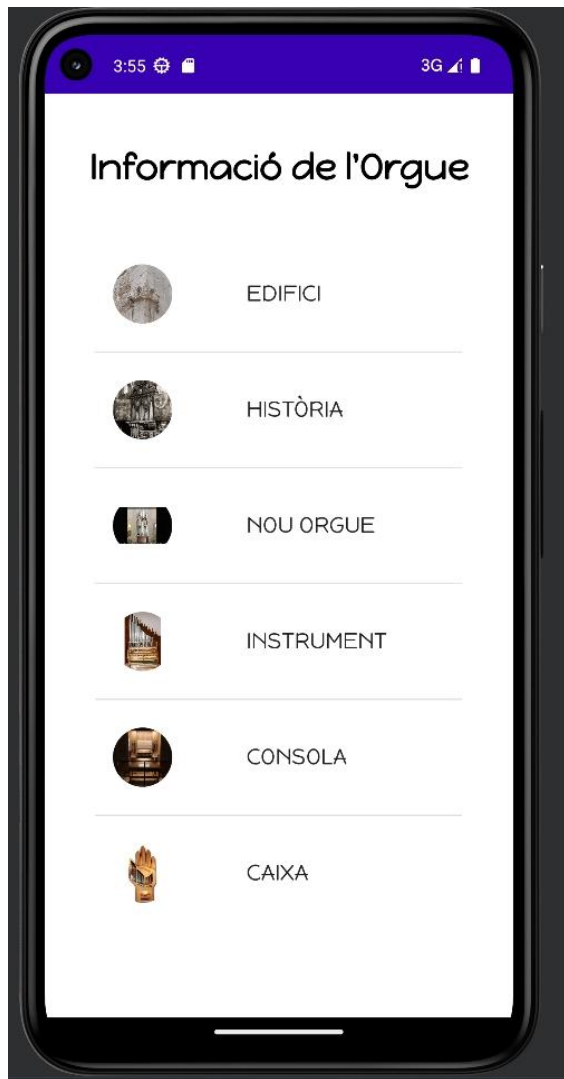 3:55 3G
Informació de l'Orgue
EDIFICI
HISTÒRIA
NOU ORGUE
INSTRUMENT
CONSOLA
CAIXA